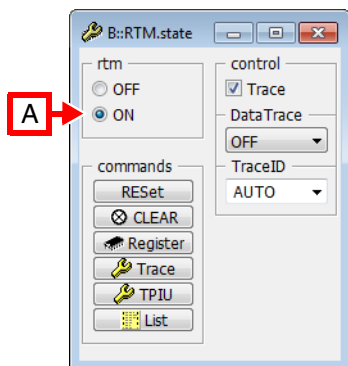 B::RTM.state
rtm
OFF
ON
A
commands
RESet
CLEAR
Register
Trace
TPIU
List
control
Trace
DataTrace
OFF
TraceID
AUTO